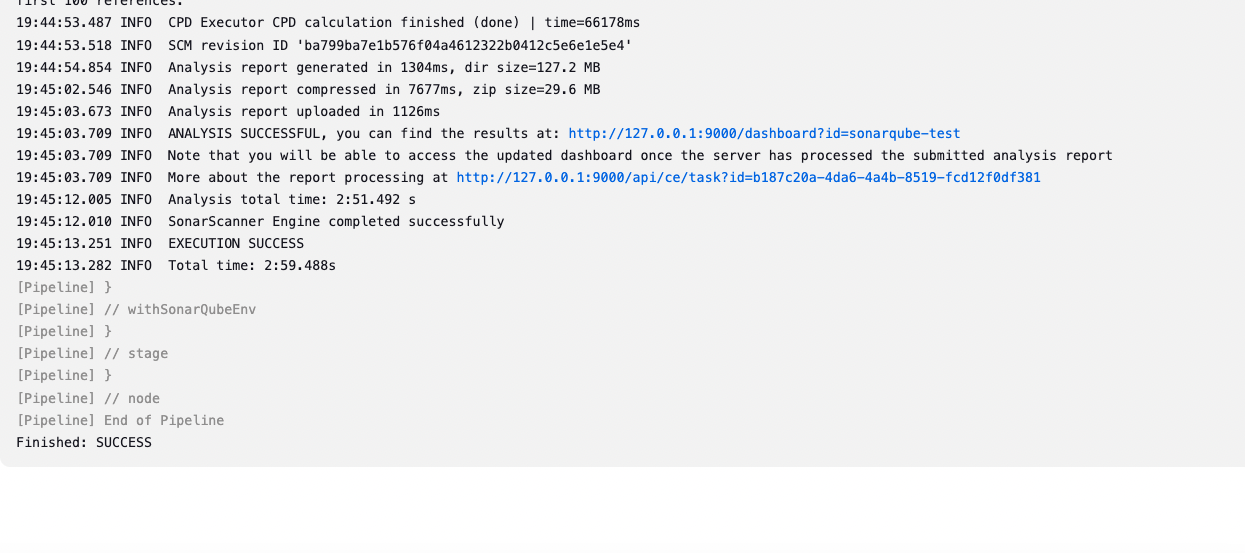 first 100 references.
19:44:53.487 INFO  CPD Executor CPD calculation finished (done) | time=66178ms
19:44:53.518 INFO  SCM revision ID 'ba799ba7e1b576f04a4612322b0412c5e6e1e5e4'
19:44:54.854 INFO  Analysis report generated in 1304ms, dir size=127.2 MB
19:45:02.546 INFO  Analysis report compressed in 7677ms, zip size=29.6 MB
19:45:03.673 INFO  Analysis report uploaded in 1126ms
19:45:03.709 INFO  ANALYSIS SUCCESSFUL, you can find the results at: http://127.0.0.1:9000/dashboard?id=sonarqube-test
19:45:03.709 INFO  Note that you will be able to access the updated dashboard once the server has processed the submitted analysis report
19:45:03.709 INFO  More about the report processing at http://127.0.0.1:9000/api/ce/task?id=b187c20a-4da6-4a4b-8519-fcd12f0df381
19:45:12.005 INFO  Analysis total time: 2:51.492 s
19:45:12.010 INFO  SonarScanner Engine completed successfully
19:45:13.251 INFO  EXECUTION SUCCESS
19:45:13.282 INFO  Total time: 2:59.488s
[Pipeline] }
[Pipeline] // withSonarQubeEnv
[Pipeline] }
[Pipeline] // stage
[Pipeline] }
[Pipeline] // node
[Pipeline] End of Pipeline
Finished: SUCCESS